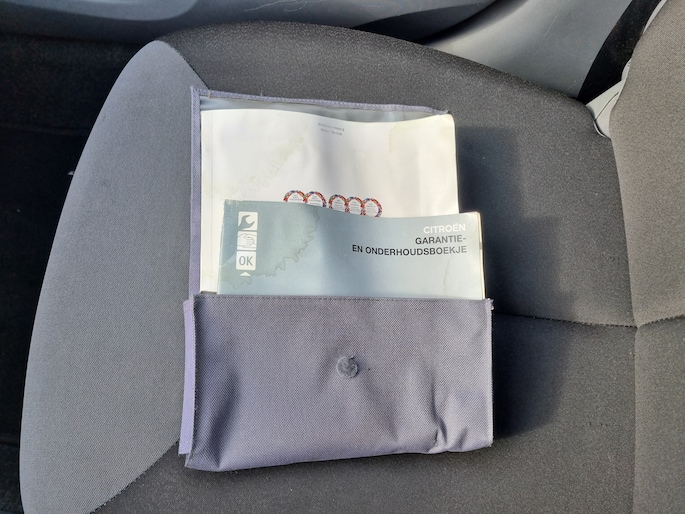 CITROËN
GARANTIE-
EN ONDERHOUDSBOEKJE
OK